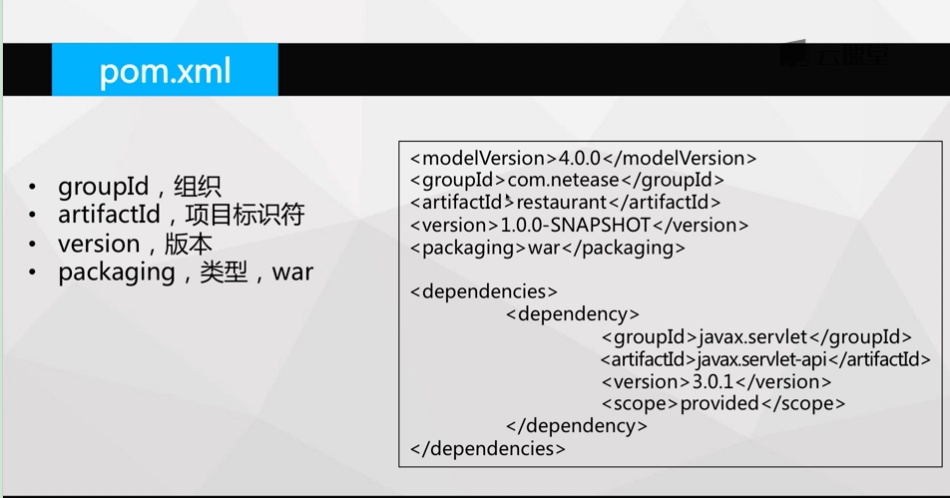 云课堂
pom.xml
• groupId，组织
• artifactId，项目标识符
• version，版本
• packaging，类型，war
<modelVersion>4.0.0</modelVersion>
<groupId>com.netease</groupId>
<artifactId>restaurant</artifactId>
<version>1.0.0-SNAPSHOT</version>
<packaging>war</packaging>
<dependencies>
<dependency>
<groupId>javax.servlet</groupId>
<artifactId>javax.servlet-api</artifactId>
<version>3.0.1</version>
<scope>provided</scope>
</dependency>
</dependencies>